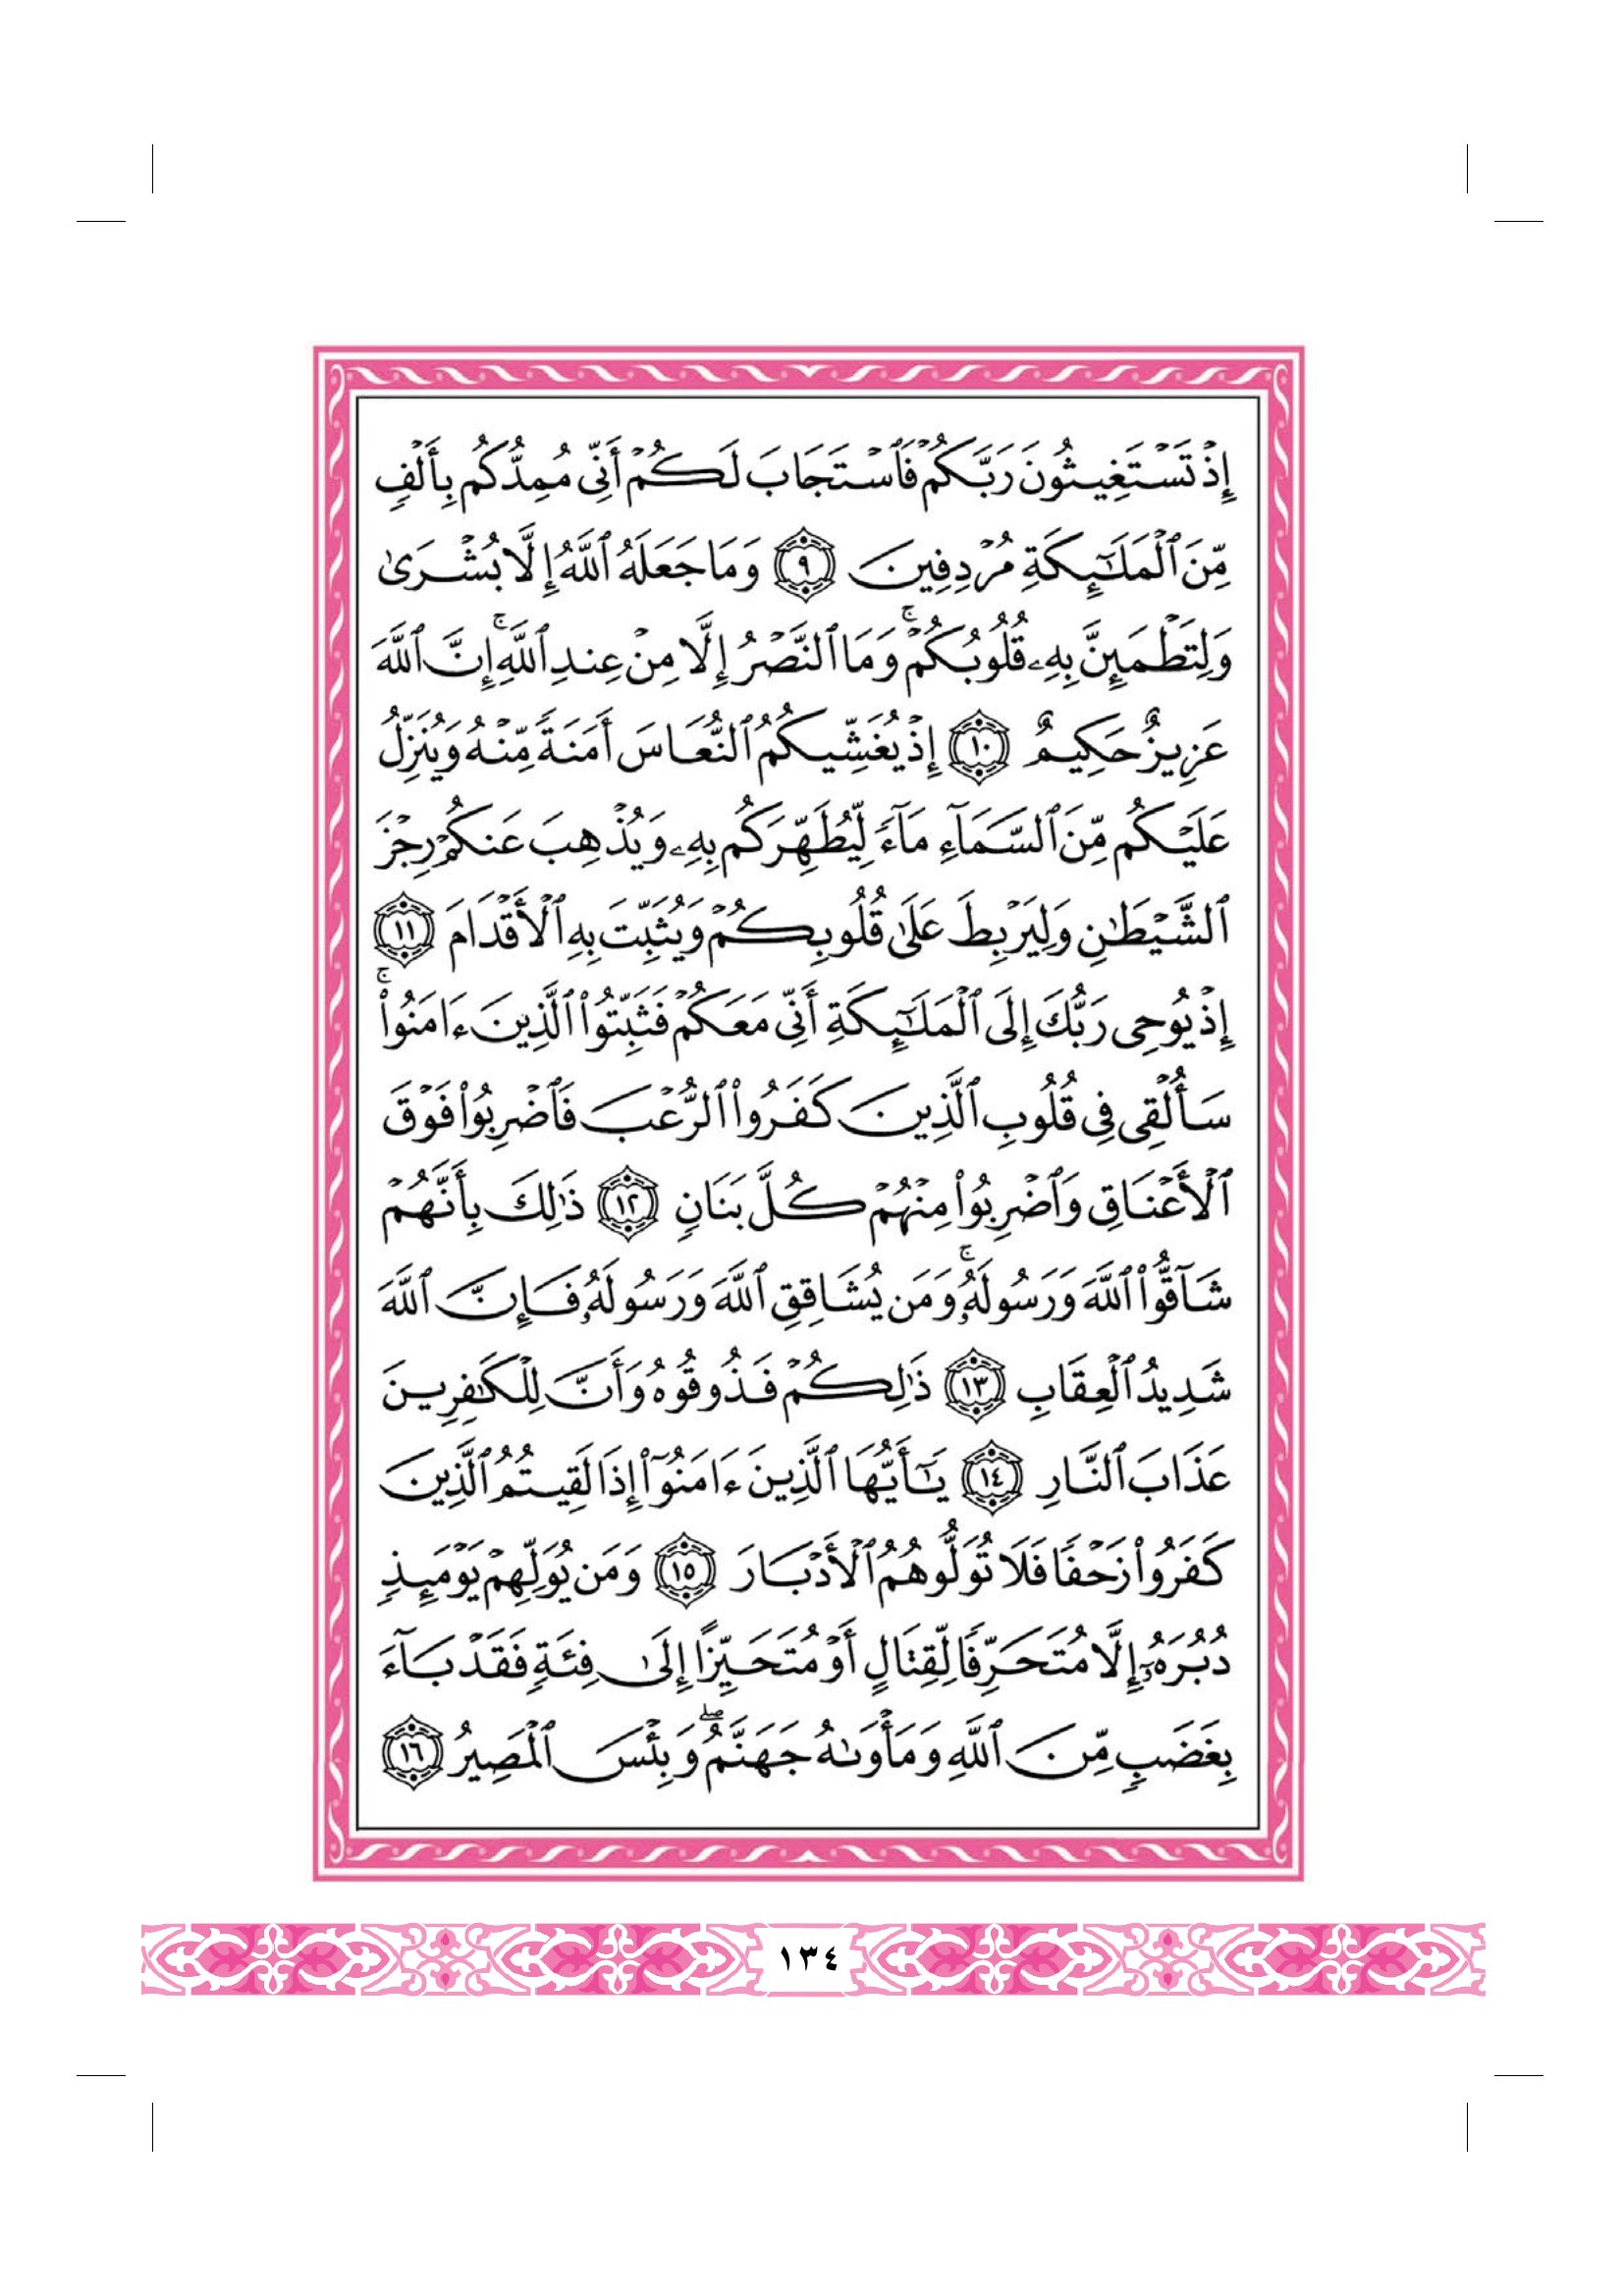 إِذۡ تَسۡتَغِيثُونَ رَبَّكُمۡ فَٱسۡتَجَابَ لَكُمۡ أَنِّي مُمِدُّكُم بِأَلۡفٖ
مِّنَ ٱلۡمَلَٰٓئِكَةِ مُرۡدِفِينَ ٩ وَمَا جَعَلَهُ ٱللَّهُ إِلَّا بُشۡرَىٰ
وَلِتَطۡمَئِنَّ بِهِۦ قُلُوبُكُمۡۚ وَمَا ٱلنَّصۡرُ إِلَّا مِنۡ عِندِ ٱللَّهِۚ إِنَّ ٱللَّهَ
عَزِيزٌ حَكِيمٌ ١٠ إِذۡ يُغَشِّيكُمُ ٱلنُّعَاسَ أَمَنَةٗ مِّنۡهُ وَيُنَزِّلُ
عَلَيۡكُم مِّنَ ٱلسَّمَآءِ مَآءٗ لِّيُطَهِّرَكُم بِهِۦ وَيُذۡهِبَ عَنكُمۡ رِجۡزَ
ٱلشَّيۡطَٰنِ وَلِيَرۡبِطَ عَلَىٰ قُلُوبِكُمۡ وَيُثَبِّتَ بِهِ ٱلۡأَقۡدَامَ ١١
إِذۡ يُوحِي رَبُّكَ إِلَى ٱلۡمَلَٰٓئِكَةِ أَنِّي مَعَكُمۡ فَثَبِّتُواْ ٱلَّذِينَ ءَامَنُواْۚ
سَأُلۡقِي فِي قُلُوبِ ٱلَّذِينَ كَفَرُواْ ٱلرُّعۡبَ فَٱضۡرِبُواْ فَوۡقَ
ٱلۡأَعۡنَاقِ وَٱضۡرِبُواْ مِنۡهُمۡ كُلَّ بَنَانٖ ١٢ ذَٰلِكَ بِأَنَّهُمۡ
شَآقُّواْ ٱللَّهَ وَرَسُولَهُۥۚ وَمَن يُشَاقِقِ ٱللَّهَ وَرَسُولَهُۥ فَإِنَّ ٱللَّهَ
شَدِيدُ ٱلۡعِقَابِ ١٣ ذَٰلِكُمۡ فَذُوقُوهُ وَأَنَّ لِلۡكَٰفِرِينَ
عَذَابَ ٱلنَّارِ ١٤ يَٰٓأَيُّهَا ٱلَّذِينَ ءَامَنُوٓاْ إِذَا لَقِيتُمُ ٱلَّذِينَ
كَفَرُواْ زَحۡفٗا فَلَا تُوَلُّوهُمُ ٱلۡأَدۡبَارَ ١٥ وَمَن يُوَلِّهِمۡ يَوۡمَئِذٖ
دُبُرَهُۥٓ إِلَّا مُتَحَرِّفٗا لِّقِتَالٍ أَوۡ مُتَحَيِّزًا إِلَىٰ فِئَةٖ فَقَدۡ بَآءَ
بِغَضَبٖ مِّنَ ٱللَّهِ وَمَأۡوَىٰهُ جَهَنَّمُۖ وَبِئۡسَ ٱلۡمَصِيرُ ١٦
١٣٤